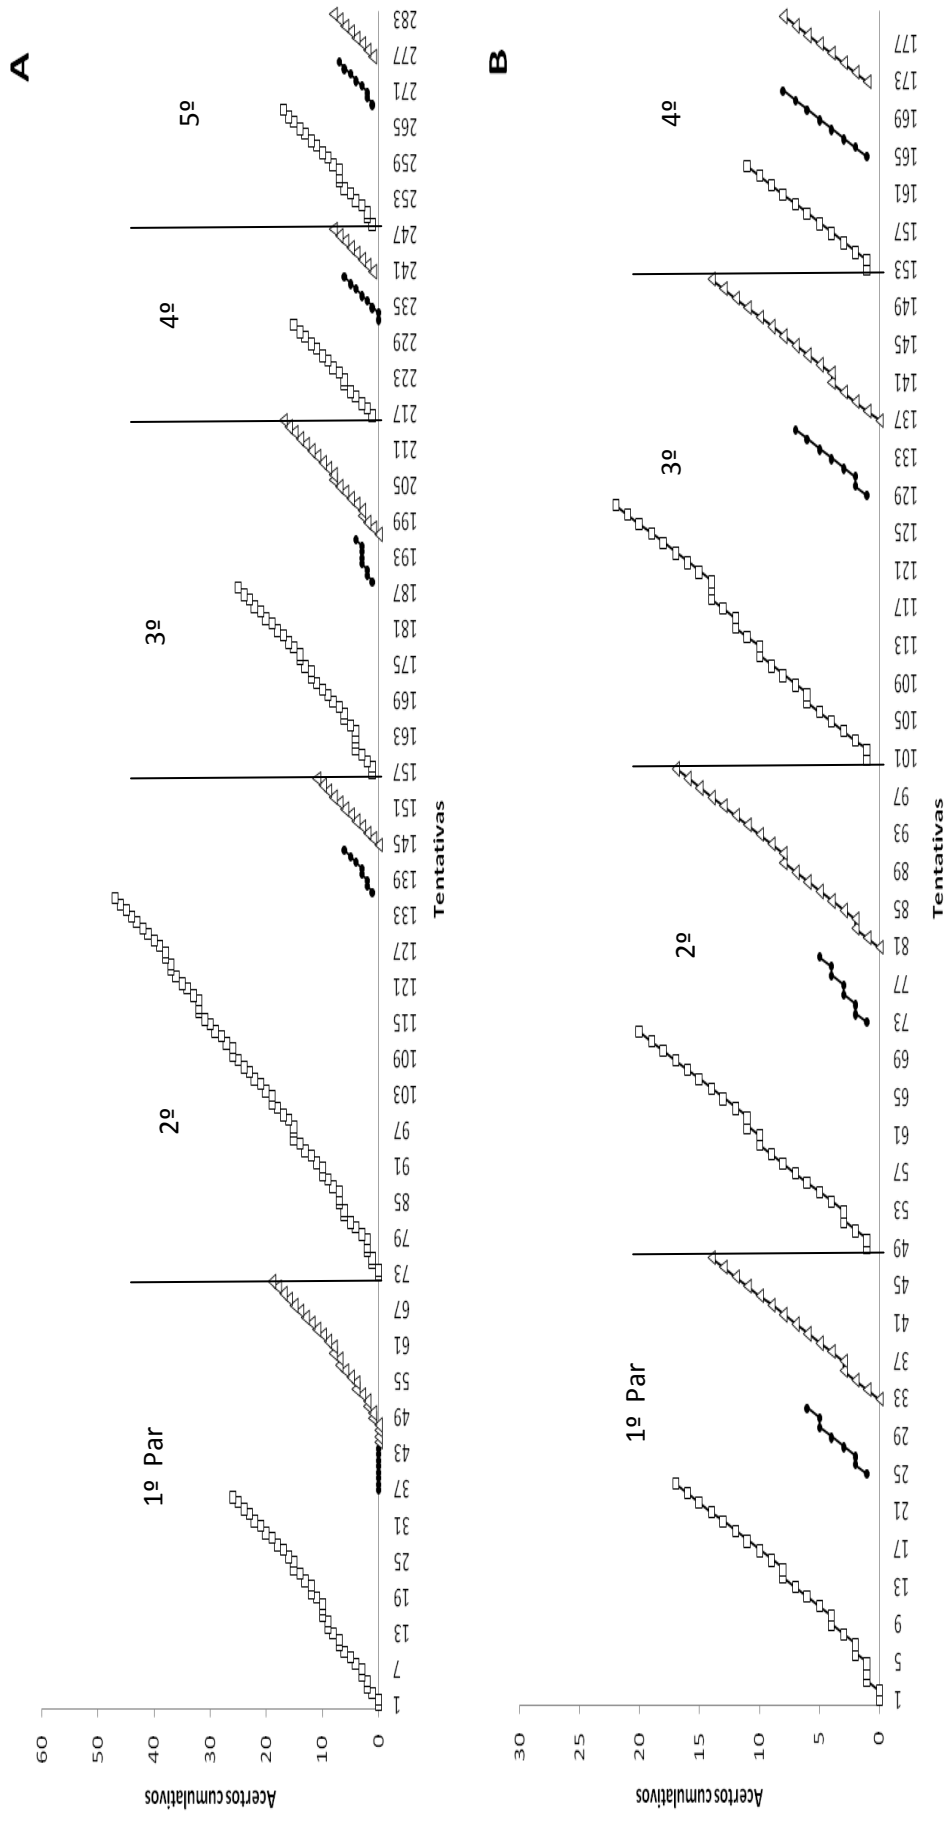 A
Acertos cumulativos
60
50
40
30
20
10
0
1º Par
2º
3º
4º
5º
1 7 13 19 25 31 37 43 49 55 61 67 73 79 85 91 97 103 109 115 121 127 133 139 145 151 157 163 169 175 181 187 193 199 205 211 217 223 229 235 241 247 253 259 265 271 277 283
Tentativas
B
Acertos cumulativos
30
25
20
15
10
5
0
1º Par
2º
3º
4º
1 5 9 13 17 21 25 29 33 37 41 45 49 53 57 61 65 69 73 77 81 85 89 93 97 101 105 109 113 117 121 125 129 133 137 141 145 149 153 157 161 165 169 173 177
Tentativas